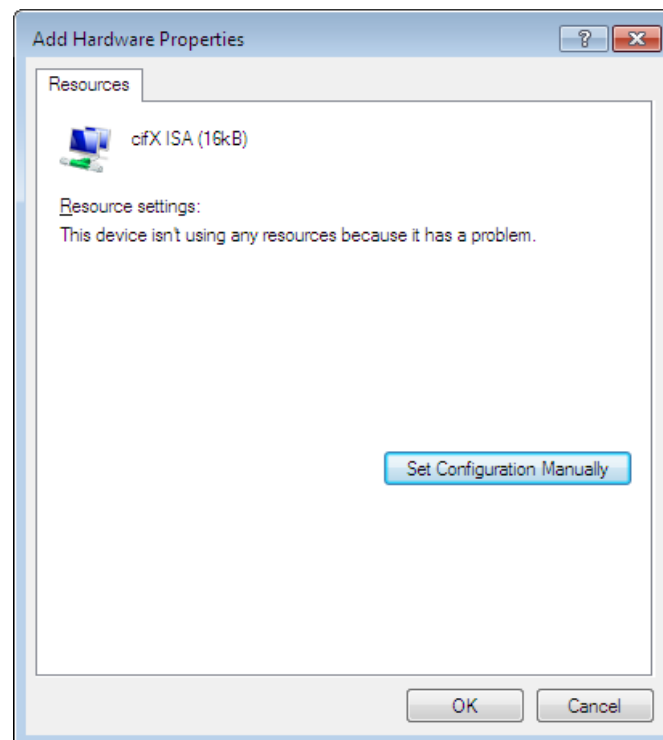 Add Hardware Properties
Resources
cifX ISA (16kB)
Resource settings:
This device isn't using any resources because it has a problem.
Set Configuration Manually
OK
Cancel